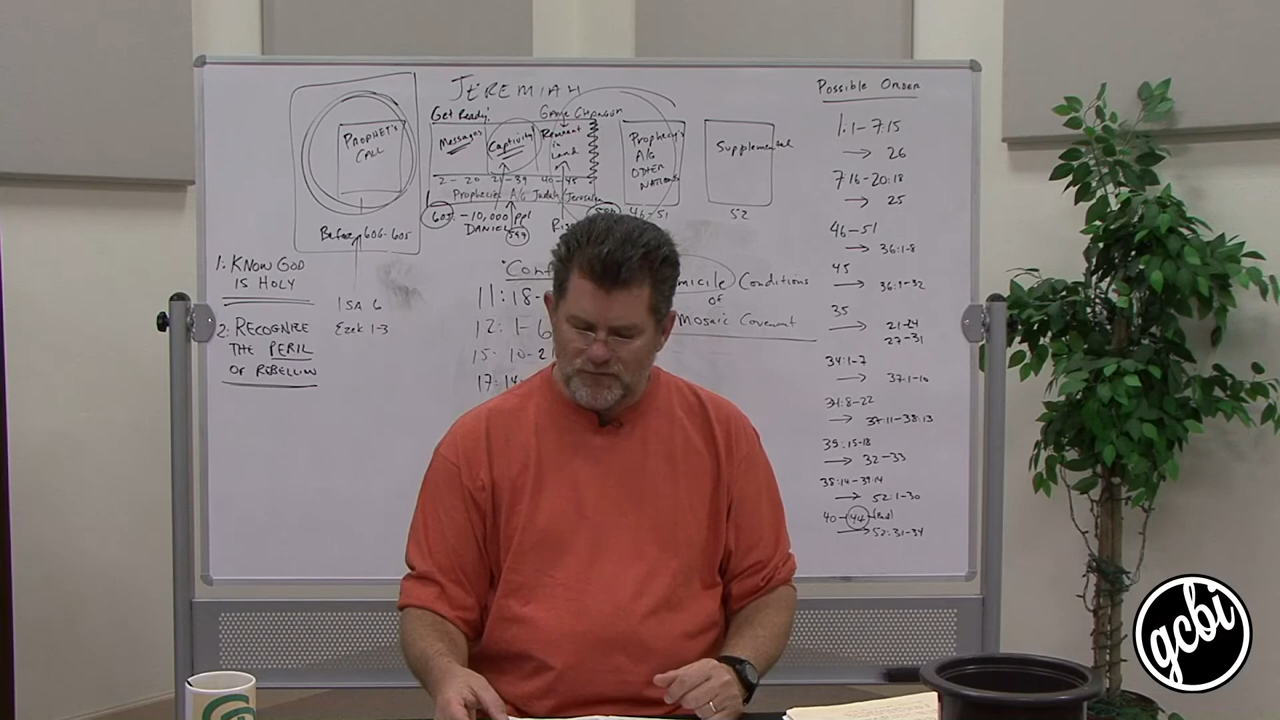 JEREMIAH
Get Ready!
GAME CHANGER
PROPHET'S
CALL
Messages
Captivity
Remnant
in
Land
2-20 21-39 40-45
Prophecies A/G Judah/Jerusalem
605 -10,000 ppl
DANIEL
597
Before 606-605
ISA 6
Ezek 1-3
Prophecy's
A/G
OTHER
NATIONS
46-51
Supplemental
52
1. KNOW GOD
IS HOLY
2. RECOGNIZE
THE PERIL
OF REBELLION
Conditions
of
Mosaic Covenant
11:18-
12:1-6
15:10-21
17:14-
POSSIBLE ORDER
1:1-7:15
→ 26
7:16-20:18
→ 25
46-51
→ 36:1-8
45
→ 36:9-32
35
→ 21-24
27-31
34:1-7
→ 37:1-10
34:8-22
→ 37:11-38:13
39:15-18
→ 32-33
38:14-39:14
→ 52:1-30
40-44
→ 52:31-34
gcbi